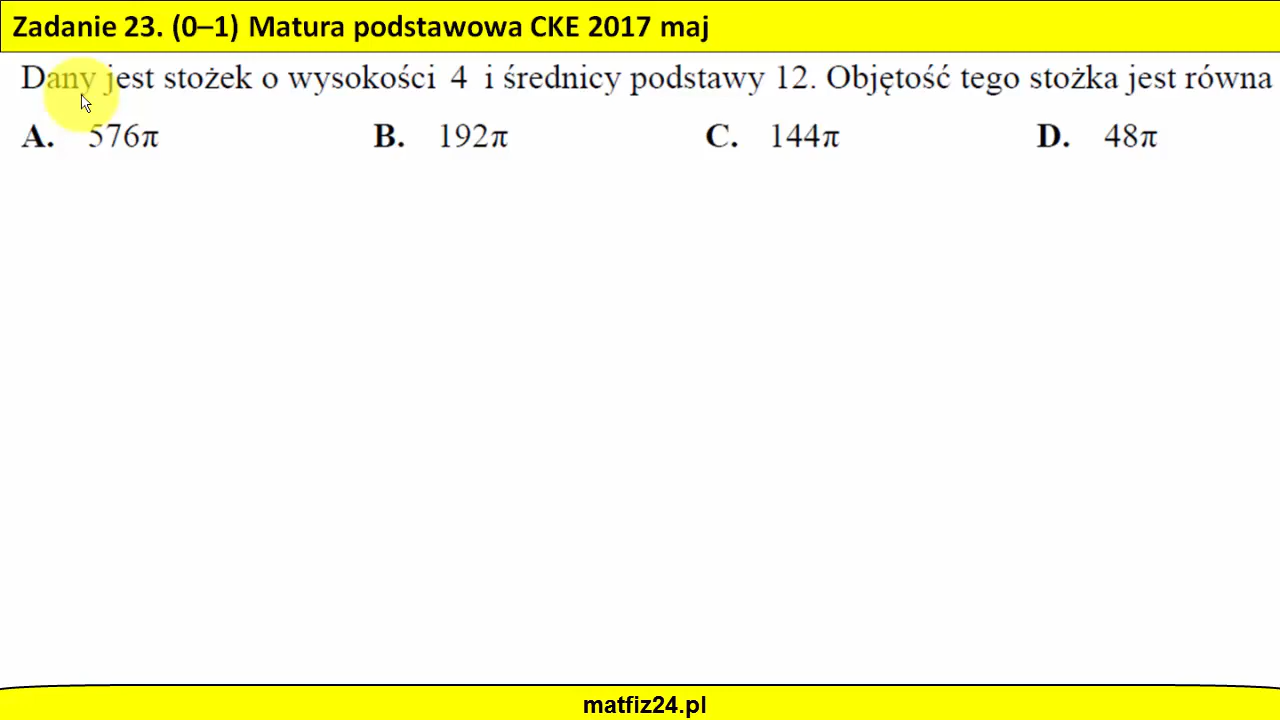 Zadanie 23. (0–1) Matura podstawowa CKE 2017 maj
Dany jest stożek o wysokości 4 i średnicy podstawy 12. Objętość tego stożka jest równa
A. 576π B. 192π C. 144π D. 48π
matfiz24.pl